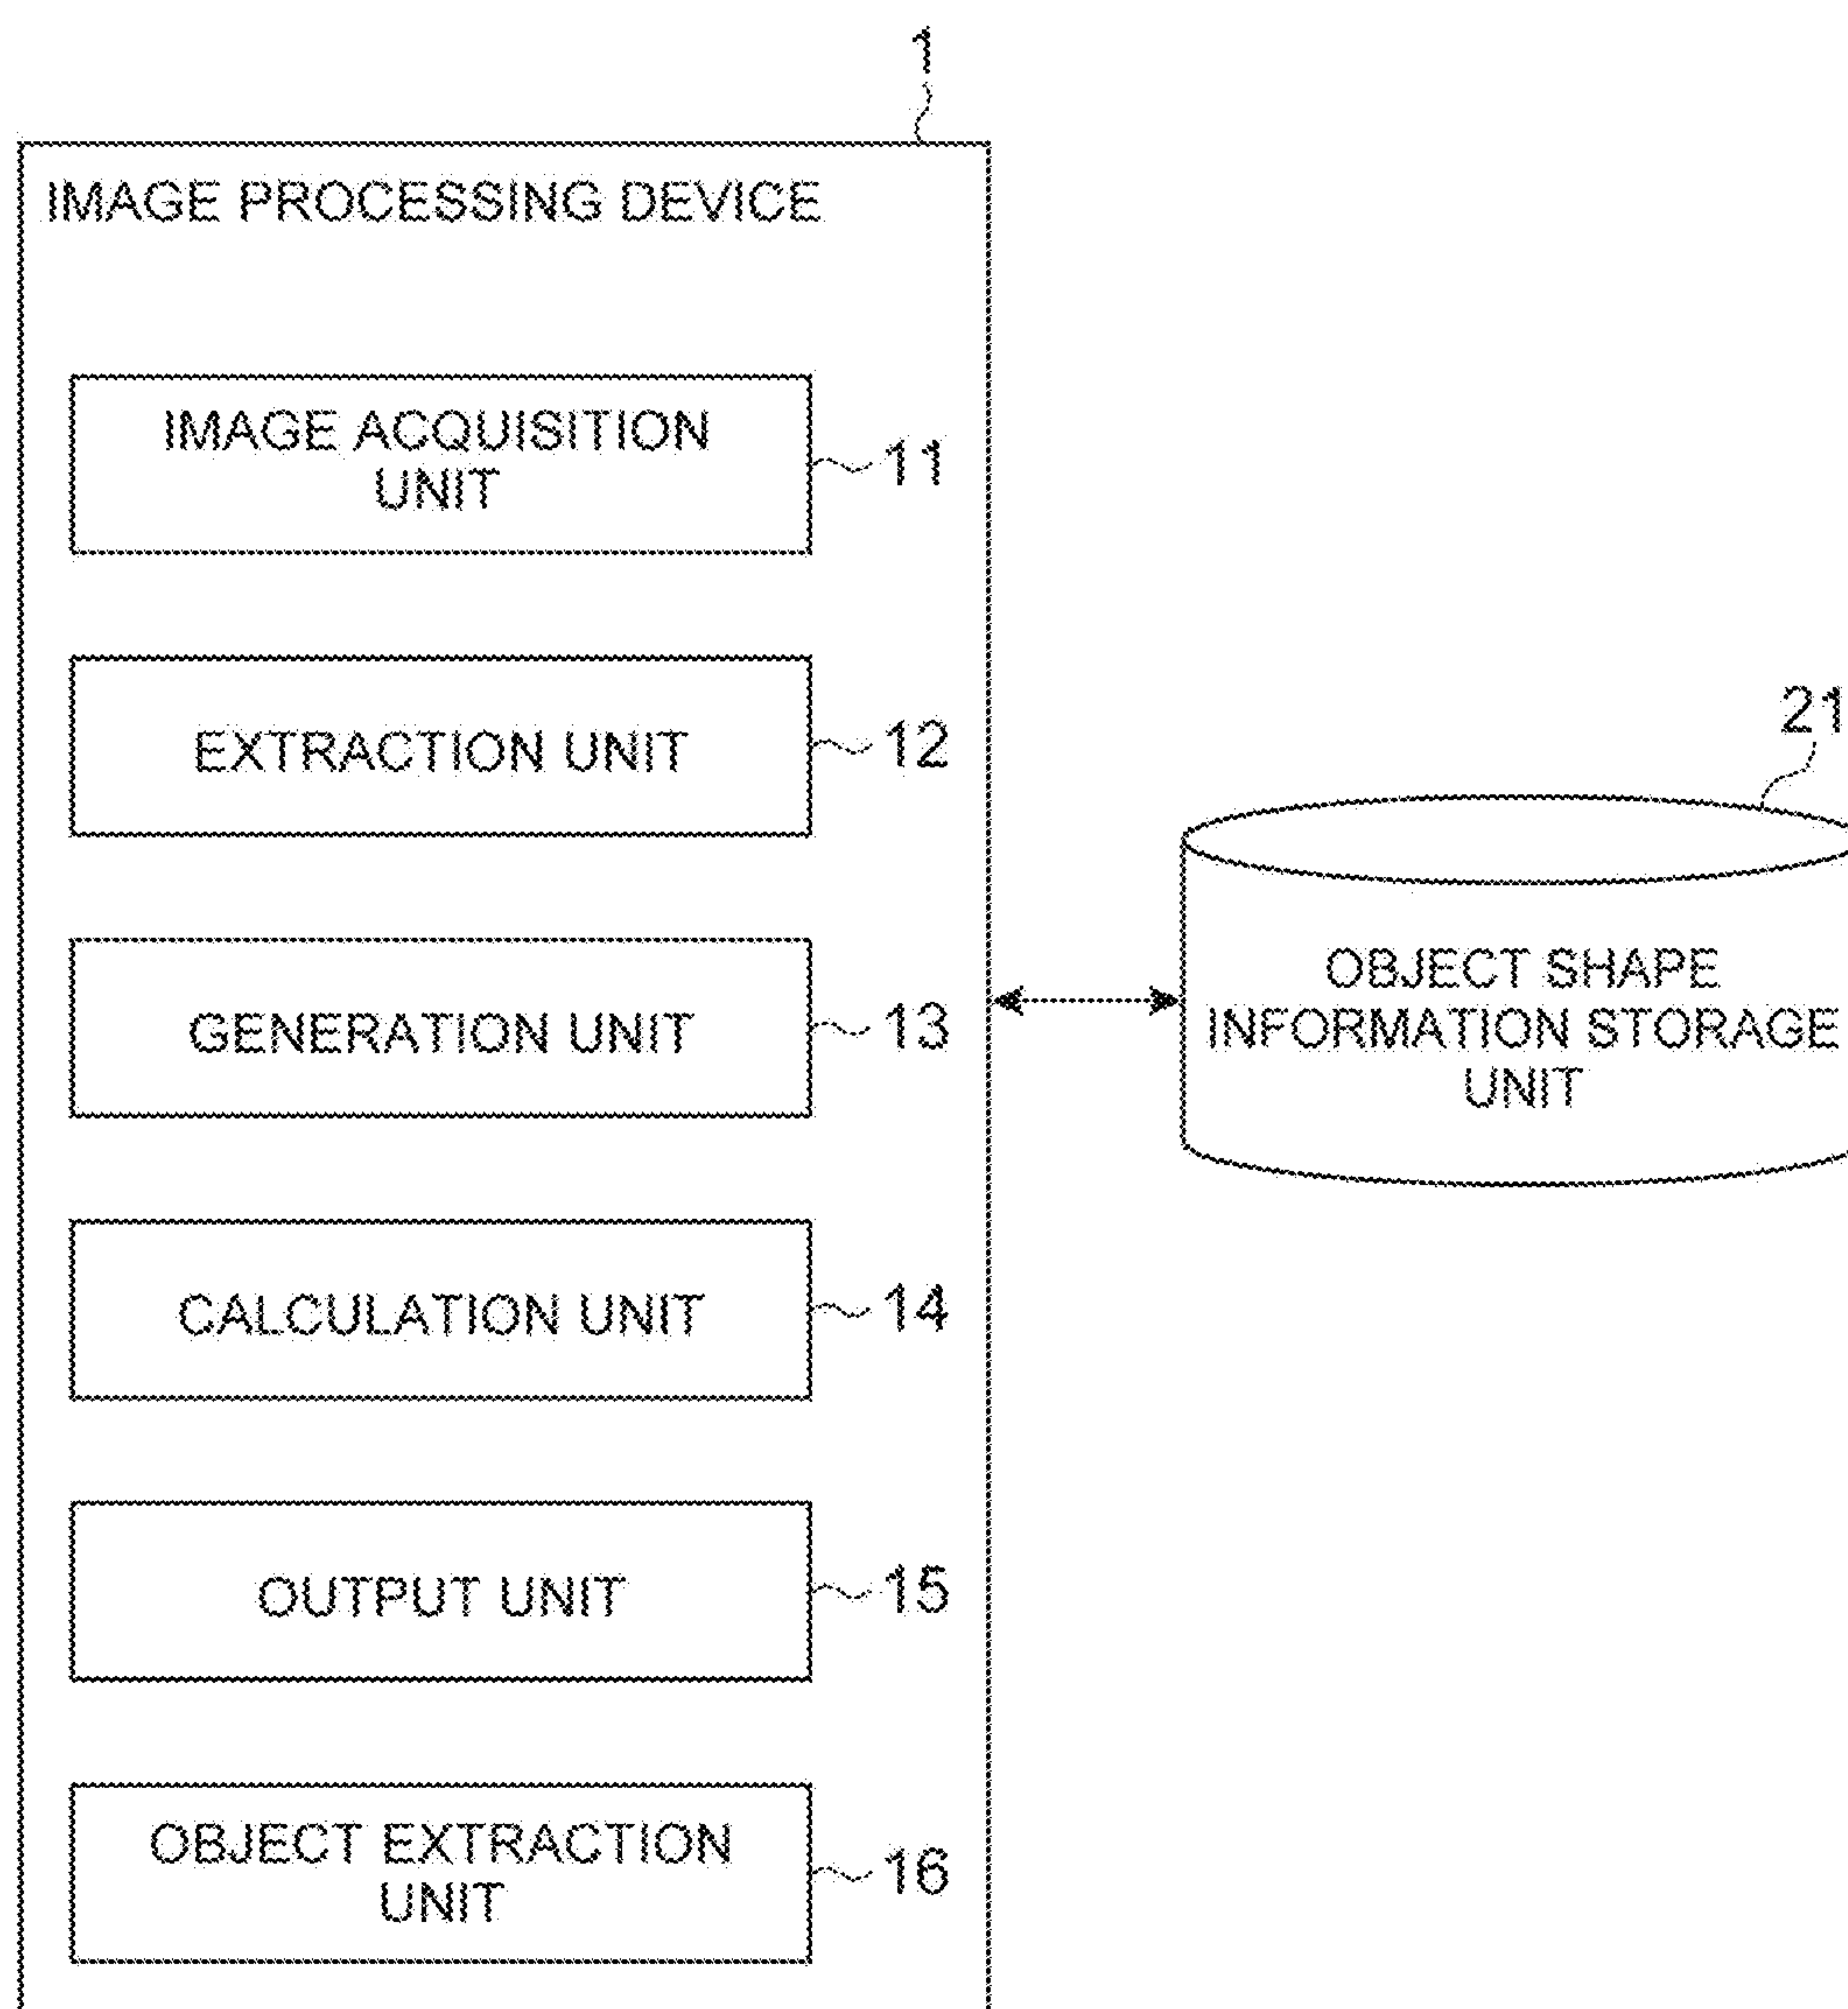 1
IMAGE PROCESSING DEVICE
IMAGE ACQUISITION
UNIT
11
EXTRACTION UNIT
12
GENERATION UNIT
13
CALCULATION UNIT
14
OUTPUT UNIT
15
OBJECT EXTRACTION
UNIT
16
21
OBJECT SHAPE
INFORMATION STORAGE
UNIT